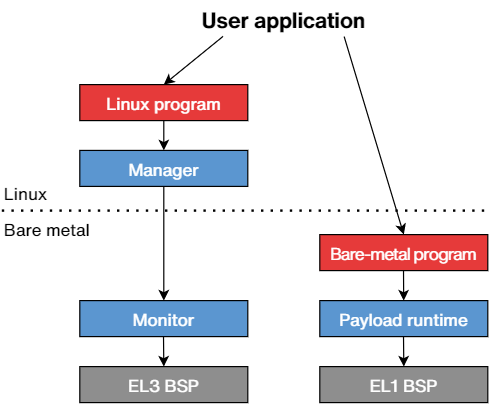 User application
Linux program
Manager
Linux
Bare metal
Bare-metal program
Monitor
Payload runtime
EL3 BSP
EL1 BSP